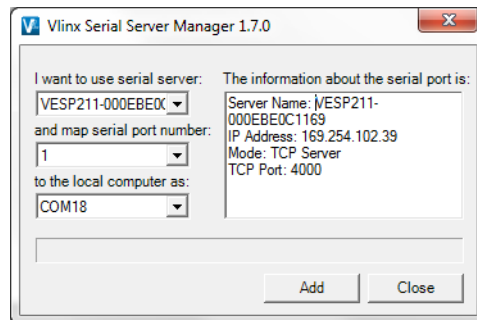 Vlinx Serial Server Manager 1.7.0
I want to use serial server:
VESP211-000EBE0C
and map serial port number:
1
to the local computer as:
COM18
The information about the serial port is:
Server Name: VESP211-
000EBE0C1169
IP Address: 169.254.102.39
Mode: TCP Server
TCP Port: 4000
Add
Close